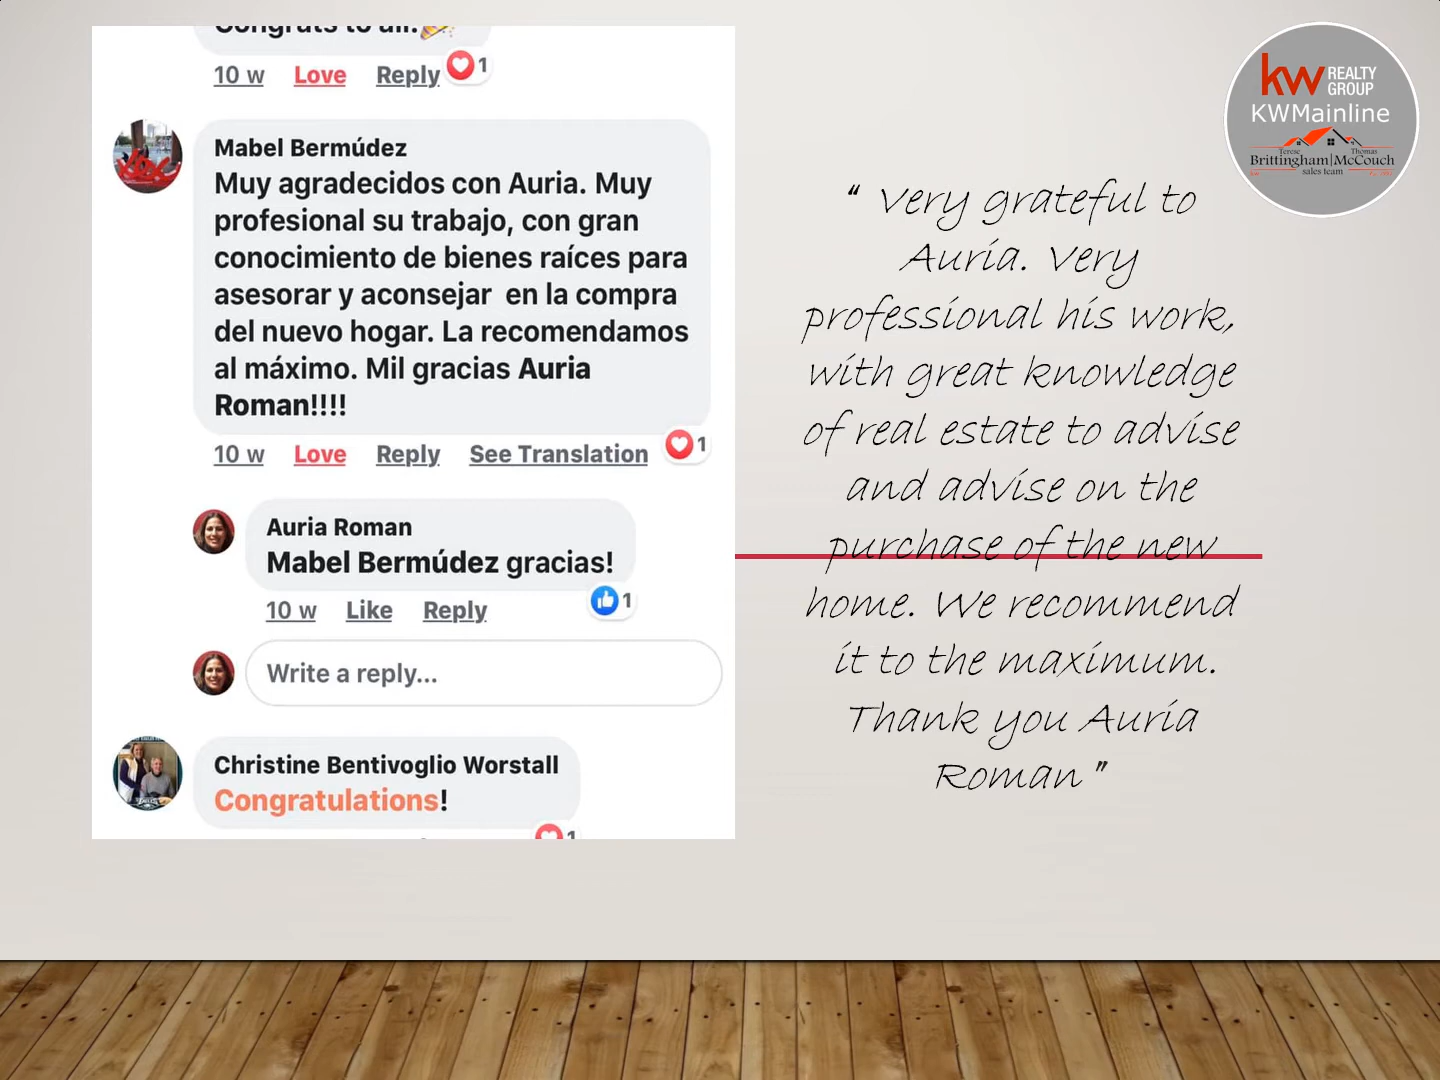 Congrats to all!
10 w Love Reply 1
Mabel Bermúdez
Muy agradecidos con Auria. Muy
profesional su trabajo, con gran
conocimiento de bienes raíces para
asesorar y aconsejar en la compra
del nuevo hogar. La recomendamos
al máximo. Mil gracias Auria
Roman!!!!
10 w Love Reply See Translation 1
Auria Roman
Mabel Bermúdez gracias!
10 w Like Reply 1
Write a reply...
Christine Bentivoglio Worstall
Congratulations!
1
kw REALTY
GROUP
KWMainline
Terese Thomas
Brittingham|McCouch
sales team
" Very grateful to
Auria. Very
professional his work,
with great knowledge
of real estate to advise
and advise on the
purchase of the new
home. We recommend
it to the maximum.
Thank you Auria
Roman"